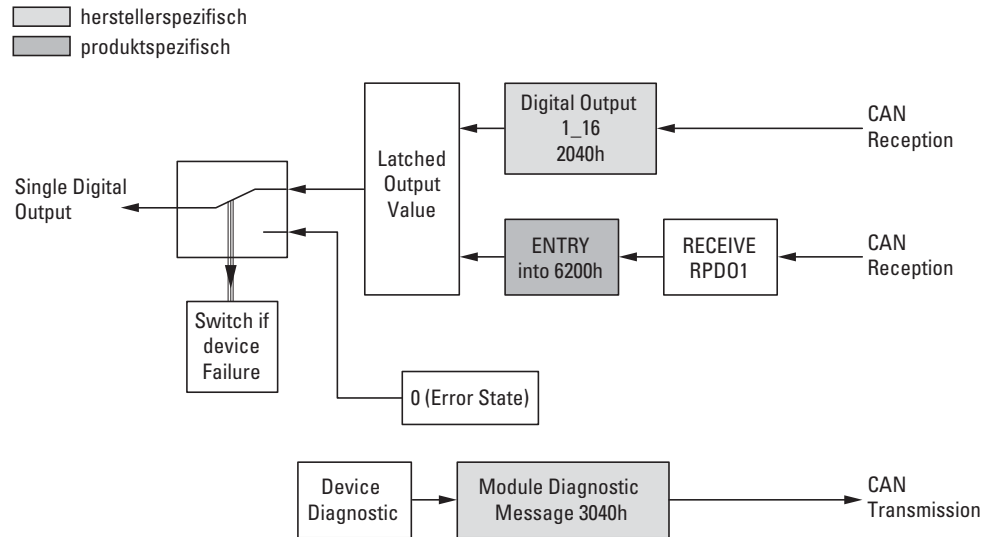 herstellerspezifisch
produktspezifisch
Digital Output
1_16
2040h
CAN
Reception
Latched
Output
Value
Single Digital
Output
ENTRY
into 6200h
RECEIVE
RPDO1
CAN
Reception
Switch if
device
Failure
0 (Error State)
Device
Diagnostic
Module Diagnostic
Message 3040h
CAN
Transmission